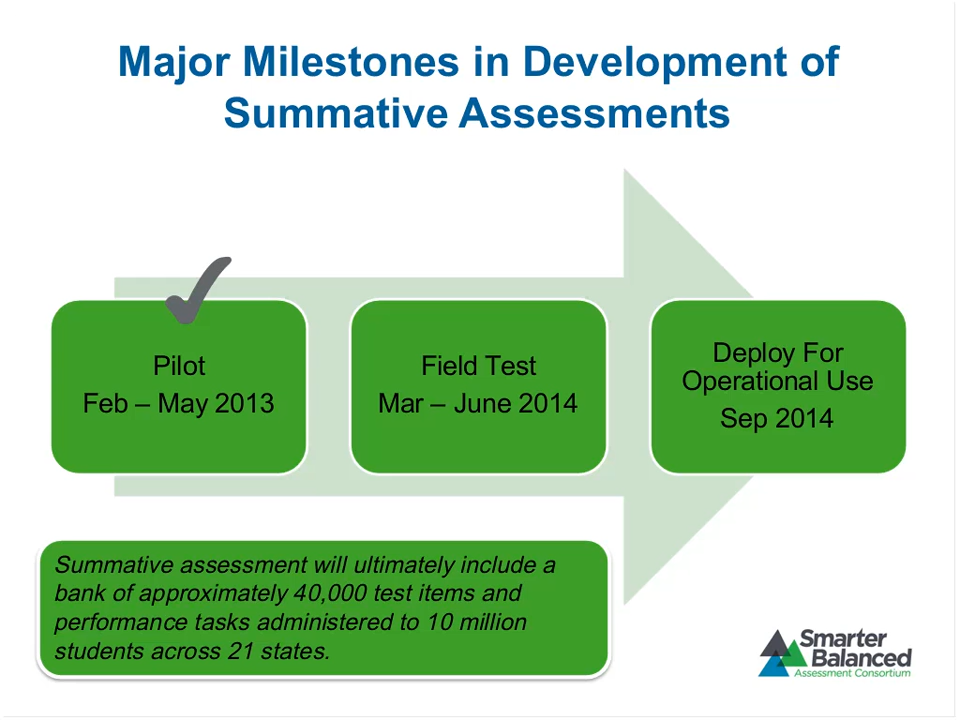 Major Milestones in Development of
Summative Assessments
Pilot
Feb – May 2013
Field Test
Mar – June 2014
Deploy For
Operational Use
Sep 2014
Summative assessment will ultimately include a
bank of approximately 40,000 test items and
performance tasks administered to 10 million
students across 21 states.
Smarter
Balanced
Assessment Consortium